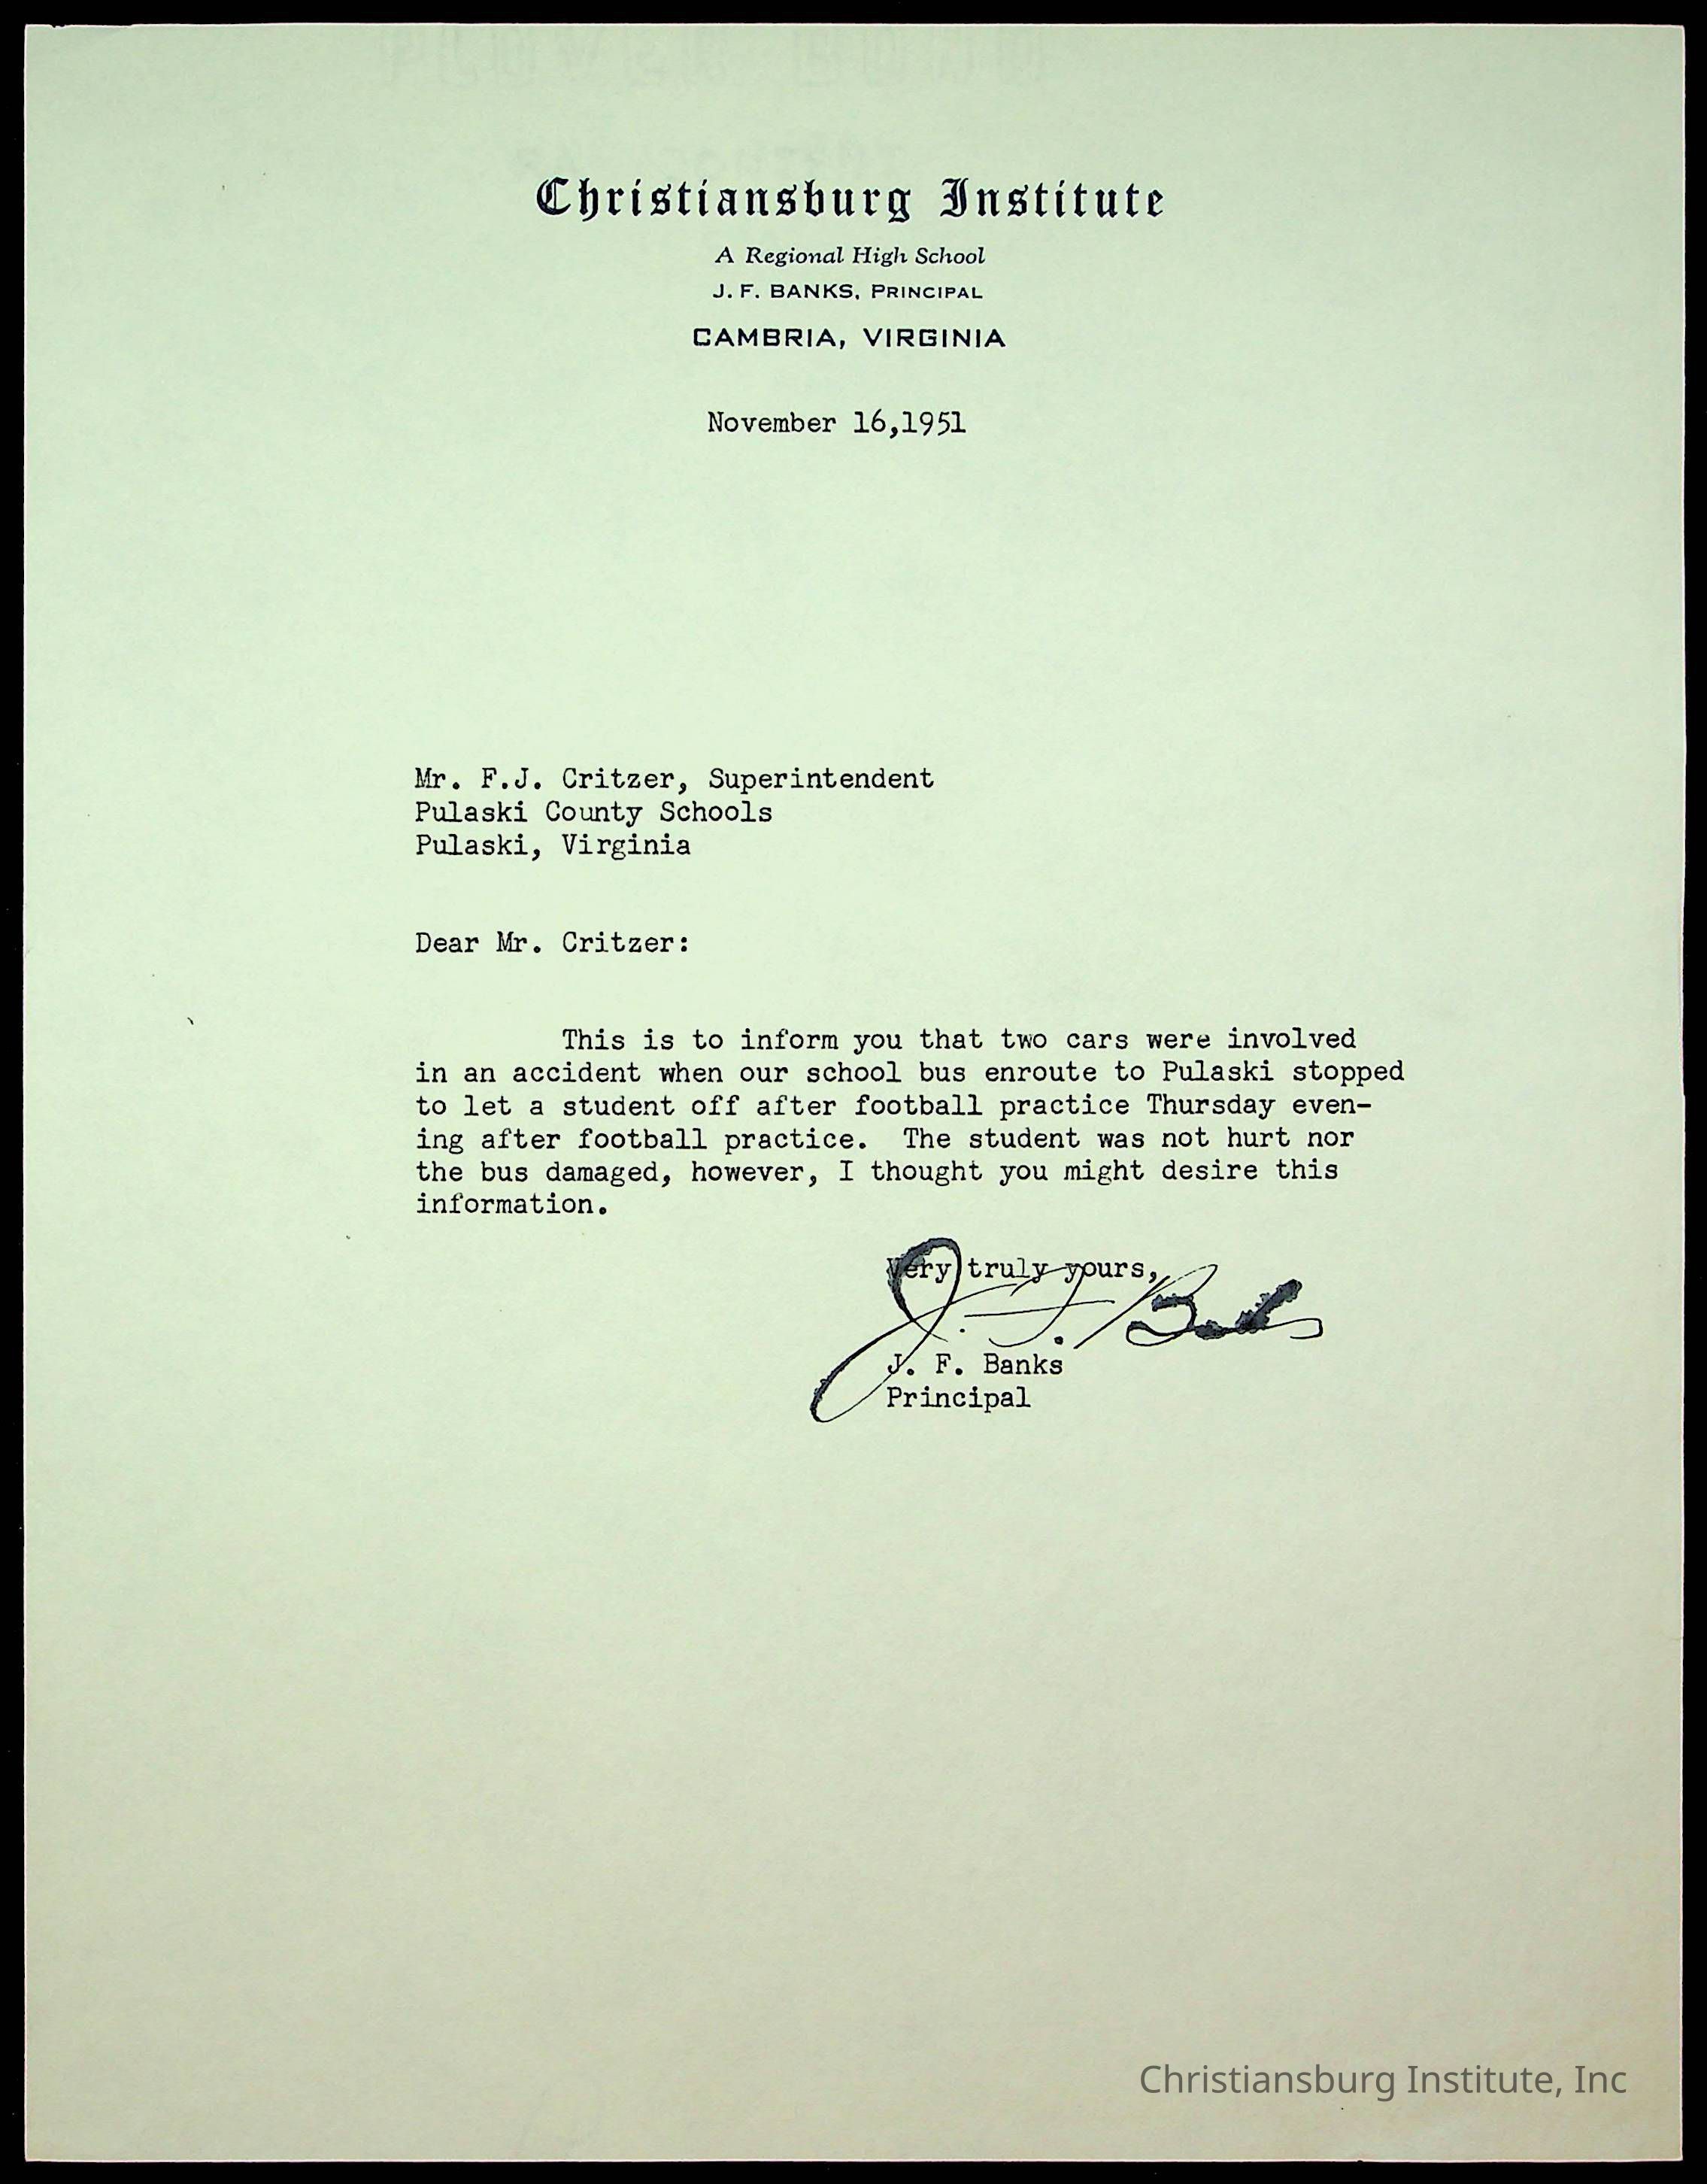 Christiansburg Institute
A Regional High School
J. F. BANKS, PRINCIPAL
CAMBRIA, VIRGINIA
November 16,1951
Mr. F.J. Critzer, Superintendent
Pulaski County Schools
Pulaski, Virginia
Dear Mr. Critzer:
This is to inform you that two cars were involved
in an accident when our school bus enroute to Pulaski stopped
to let a student off after football practice Thursday even-
ing after football practice. The student was not hurt nor
the bus damaged, however, I thought you might desire this
information.
Very truly yours,
J. F. Banks
J. F. Banks
Principal
Christiansburg Institute, Inc